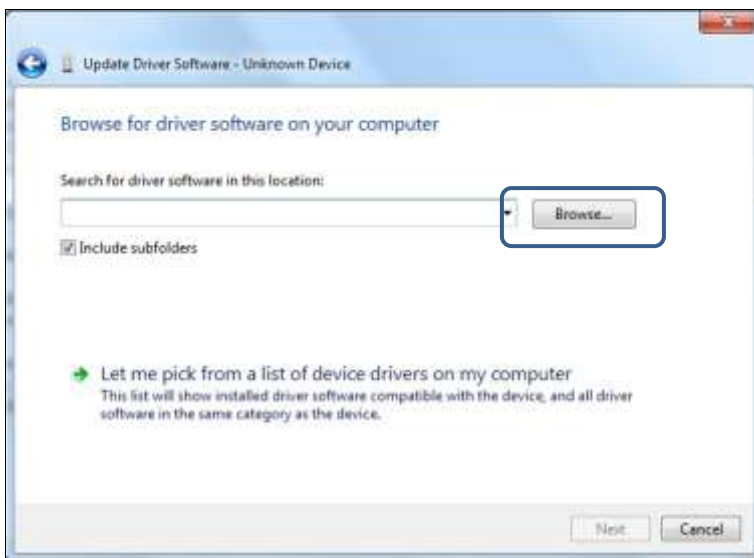 Update Driver Software - Unknown Device
Browse for driver software on your computer
Search for driver software in this location:
Browse...
Include subfolders
Let me pick from a list of device drivers on my computer
This list will show installed driver software compatible with the device, and all driver
software in the same category as the device.
Next
Cancel